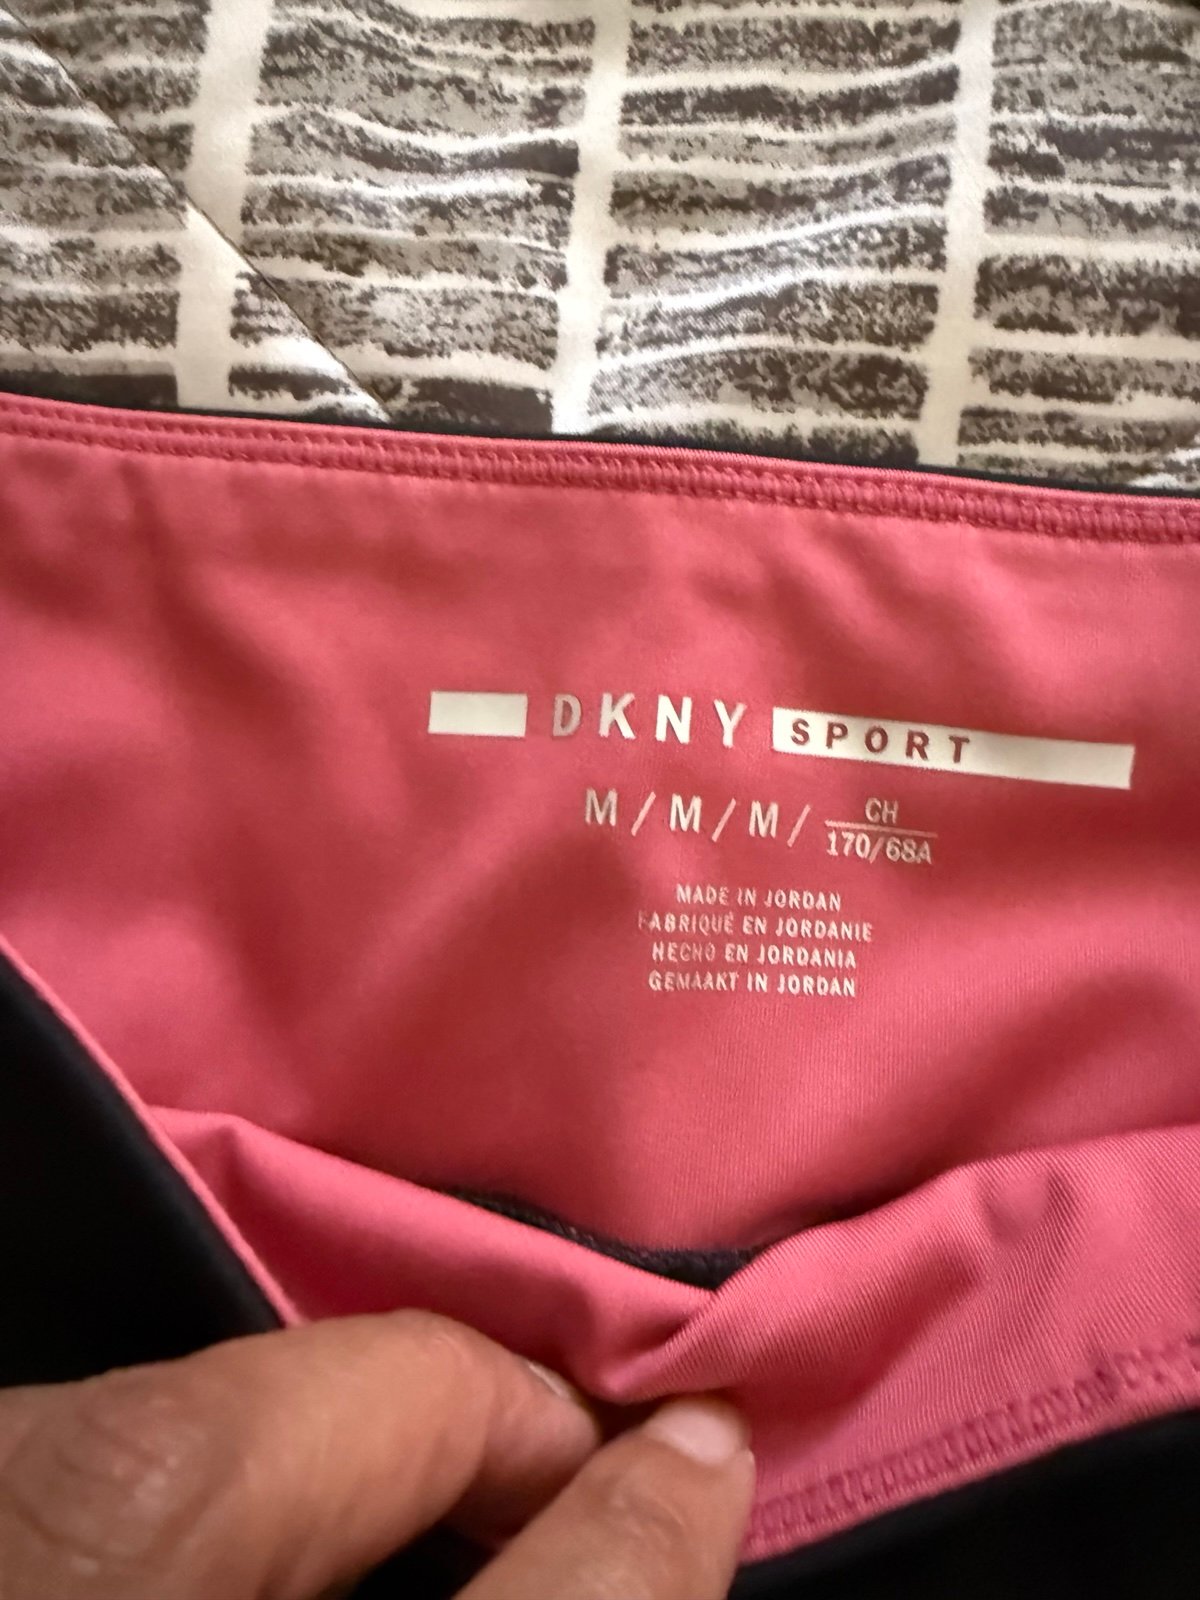 DKNY SPORT
M / M / M / CH 170/68A
MADE IN JORDAN
FABRIQUÉ EN JORDANIE
HECHO EN JORDANIA
GEMAAKT IN JORDAN